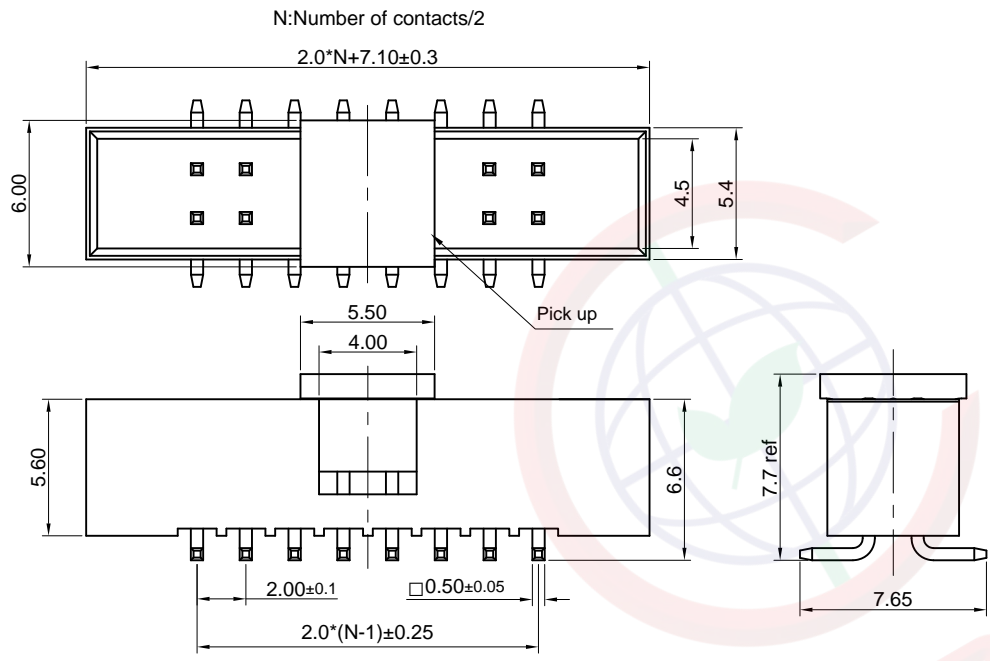 N:Number of contacts/2
2.0*N+7.10±0.3
6.00
4.5
5.4
Pick up
5.50
4.00
5.60
6.6
7.7 ref
2.00±0.1
□0.50±0.05
7.65
2.0*(N-1)±0.25